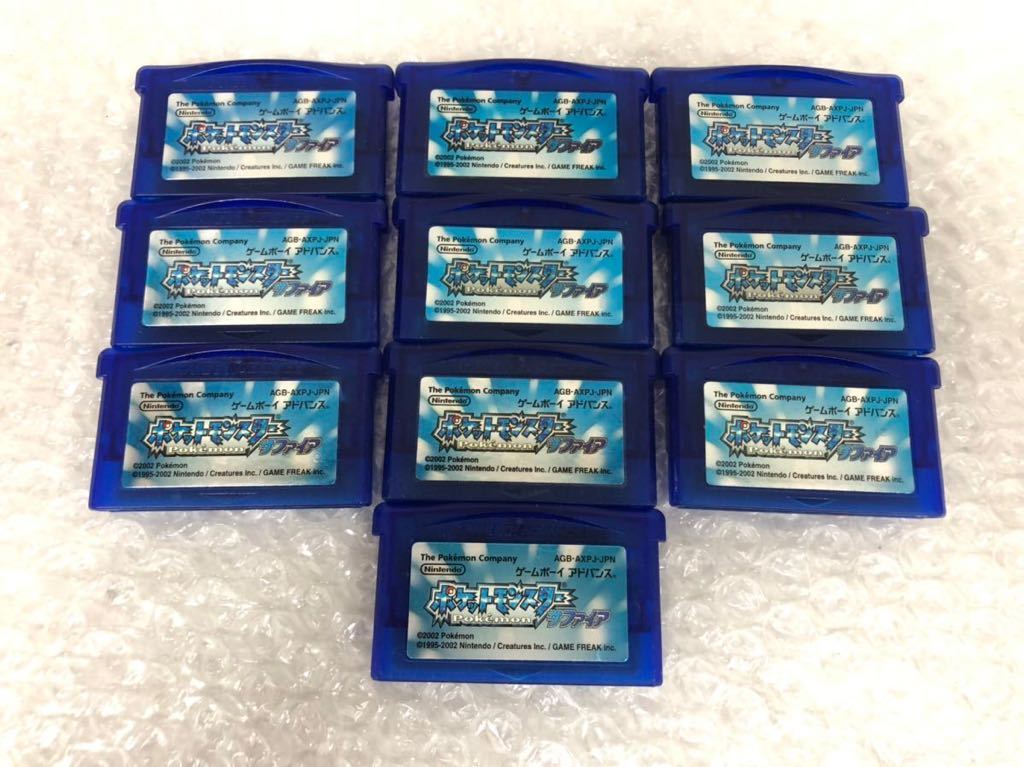 The Pokémon Company AGB-AXPJ-JPN
Nintendo ゲームボーイ アドバンス
ポケットモンスター
Pokémon サファイア
©2002 Pokémon
©1995-2002 Nintendo / Creatures Inc. / GAME FREAK inc.
The Pokémon Company AGB-AXPJ-JPN
Nintendo ゲームボーイ アドバンス
ポケットモンスター
Pokémon サファイア
©2002 Pokémon
©1995-2002 Nintendo / Creatures Inc. / GAME FREAK inc.
The Pokémon Company AGB-AXPJ-JPN
Nintendo ゲームボーイ アドバンス
ポケットモンスター
Pokémon サファイア
©2002 Pokémon
©1995-2002 Nintendo / Creatures Inc. / GAME FREAK inc.
The Pokémon Company AGB-AXPJ-JPN
Nintendo ゲームボーイ アドバンス
ポケットモンスター
Pokémon サファイア
©2002 Pokémon
©1995-2002 Nintendo / Creatures Inc. / GAME FREAK inc.
The Pokémon Company AGB-AXPJ-JPN
Nintendo ゲームボーイ アドバンス
ポケットモンスター
Pokémon サファイア
©2002 Pokémon
©1995-2002 Nintendo / Creatures Inc. / GAME FREAK inc.
The Pokémon Company AGB-AXPJ-JPN
Nintendo ゲームボーイ アドバンス
ポケットモンスター
Pokémon サファイア
©2002 Pokémon
©1995-2002 Nintendo / Creatures Inc. / GAME FREAK inc.
The Pokémon Company AGB-AXPJ-JPN
Nintendo ゲームボーイ アドバンス
ポケットモンスター
Pokémon サファイア
©2002 Pokémon
©1995-2002 Nintendo / Creatures Inc. / GAME FREAK inc.
The Pokémon Company AGB-AXPJ-JPN
Nintendo ゲームボーイ アドバンス
ポケットモンスター
Pokémon サファイア
©2002 Pokémon
©1995-2002 Nintendo / Creatures Inc. / GAME FREAK inc.
The Pokémon Company AGB-AXPJ-JPN
Nintendo ゲームボーイ アドバンス
ポケットモンスター
Pokémon サファイア
©2002 Pokémon
©1995-2002 Nintendo / Creatures Inc. / GAME FREAK inc.
The Pokémon Company AGB-AXPJ-JPN
Nintendo ゲームボーイ アドバンス
ポケットモンスター
Pokémon サファイア
©2002 Pokémon
©1995-2002 Nintendo / Creatures Inc. / GAME FREAK inc.